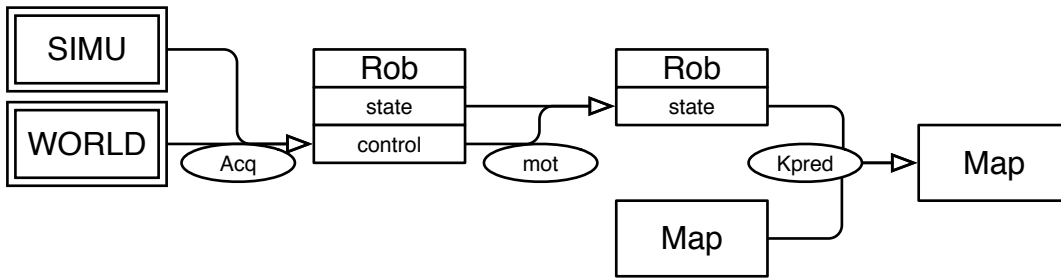 SIMU
WORLD
Acq
Rob
state
control
mot
Rob
state
Map
Kpred
Map